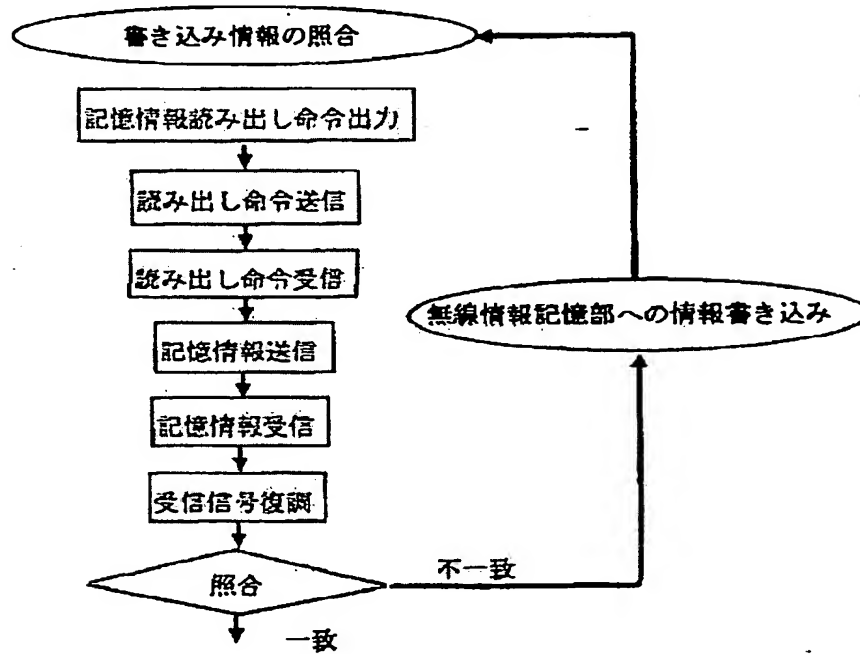 書き込み情報の照合
記憶情報読み出し命令出力
読み出し命令送信
読み出し命令受信
無線情報記憶部への情報書き込み
記憶情報送信
記憶情報受信
受信信号復調
照合
不一致
一致